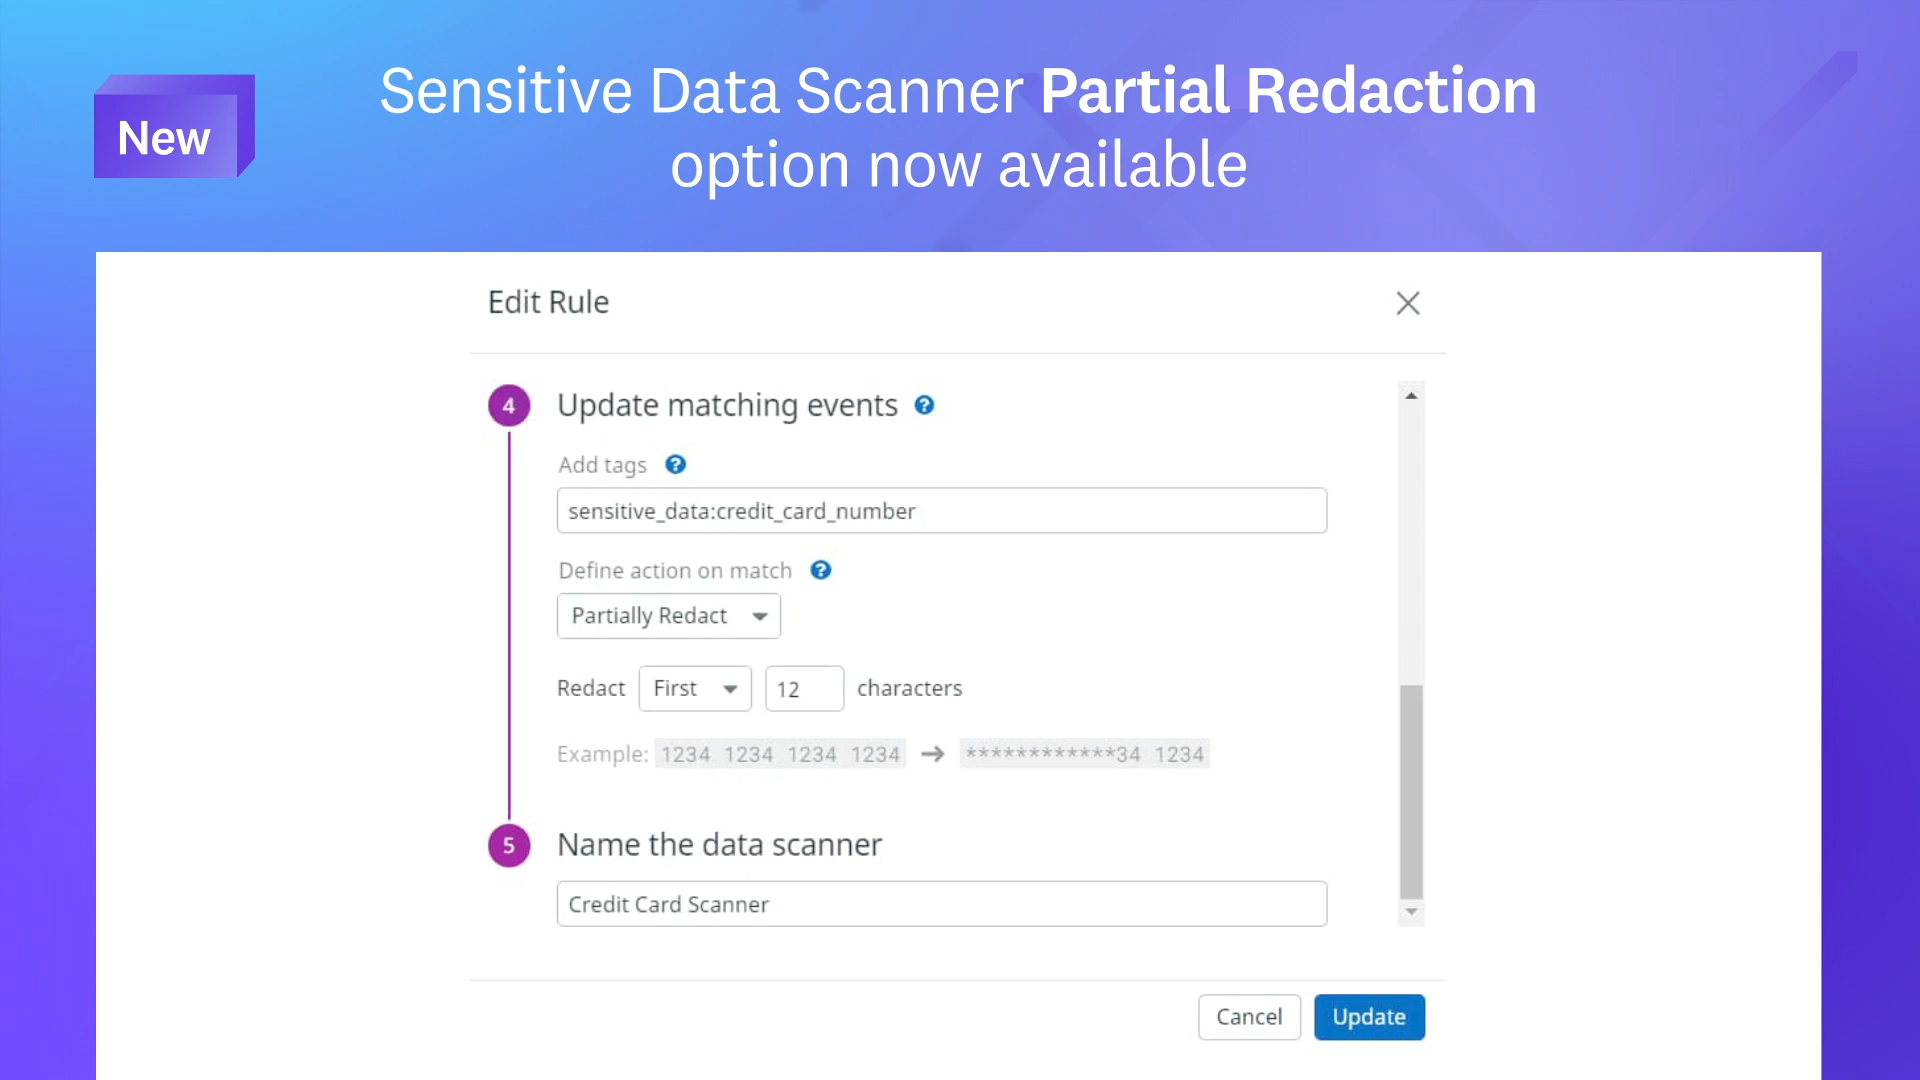 New
Sensitive Data Scanner Partial Redaction
option now available
Edit Rule
4 Update matching events ?
Add tags ?
sensitive_data:credit_card_number
Define action on match ?
Partially Redact
Redact First 12 characters
Example: 1234 1234 1234 1234 → ************34 1234
5 Name the data scanner
Credit Card Scanner
Cancel Update